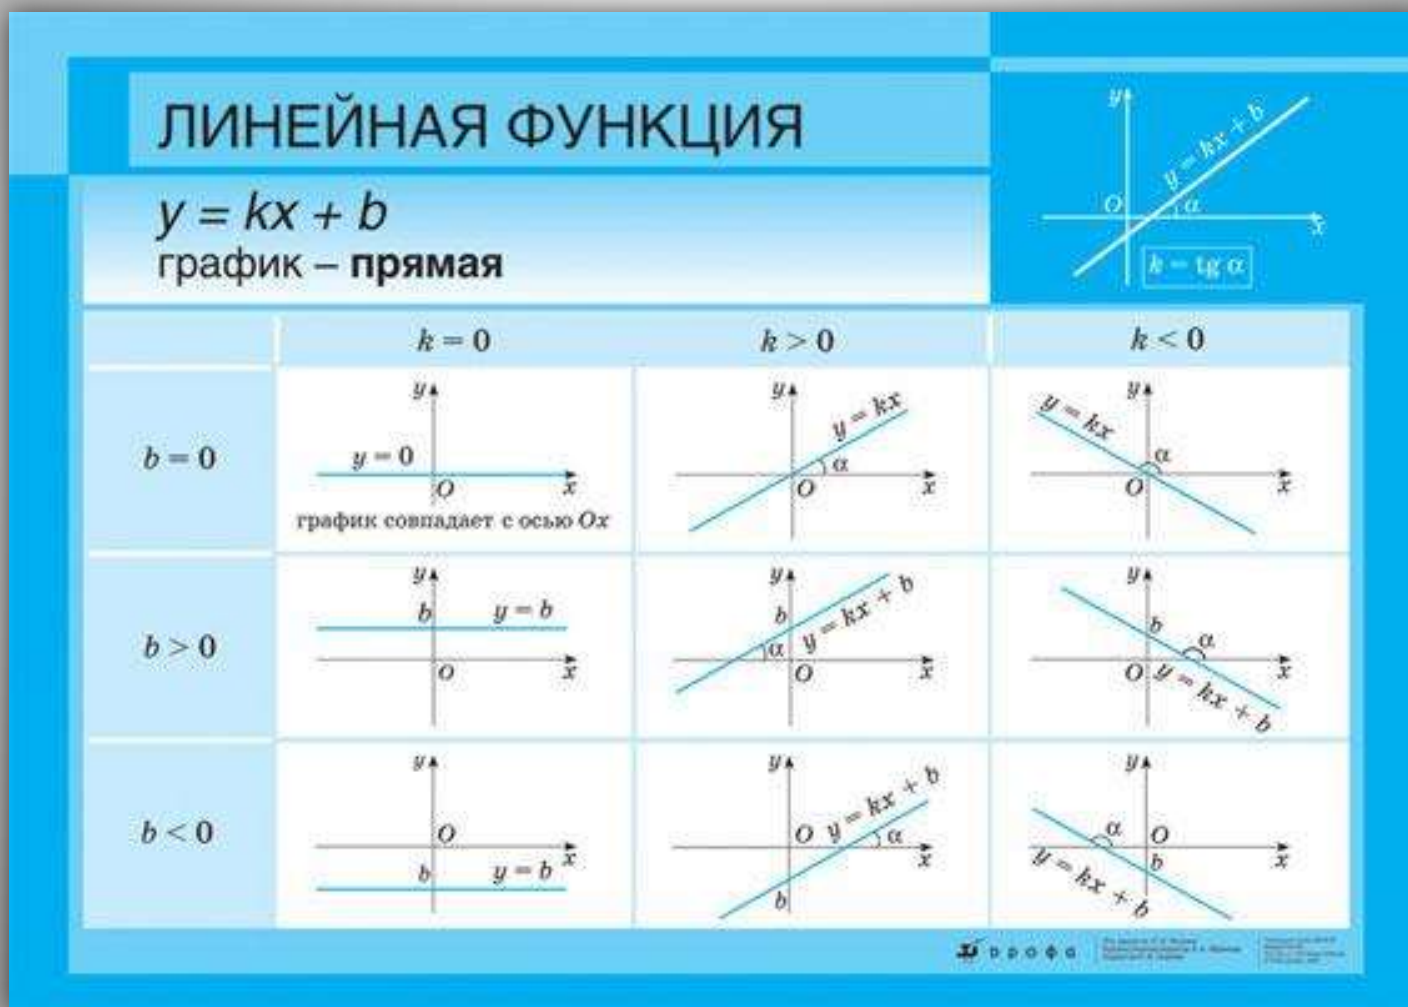 ЛИНЕЙНАЯ ФУНКЦИЯ
y = kx + b
график – прямая
y
y = kx + b
O
α
x
k = tg α
k = 0
k > 0
k < 0
b = 0
y
y = 0
O
x
график совпадает с осью Ox
y
y = kx
α
O
x
y
y = kx
α
O
x
b > 0
y
b
y = b
O
x
y
b
y = kx + b
α
O
x
y
b
α
O
y = kx + b
x
b < 0
y
O
b
y = b
x
y
O
y = kx + b
α
x
b
y
α
O
b
y = kx + b
x
дрофа